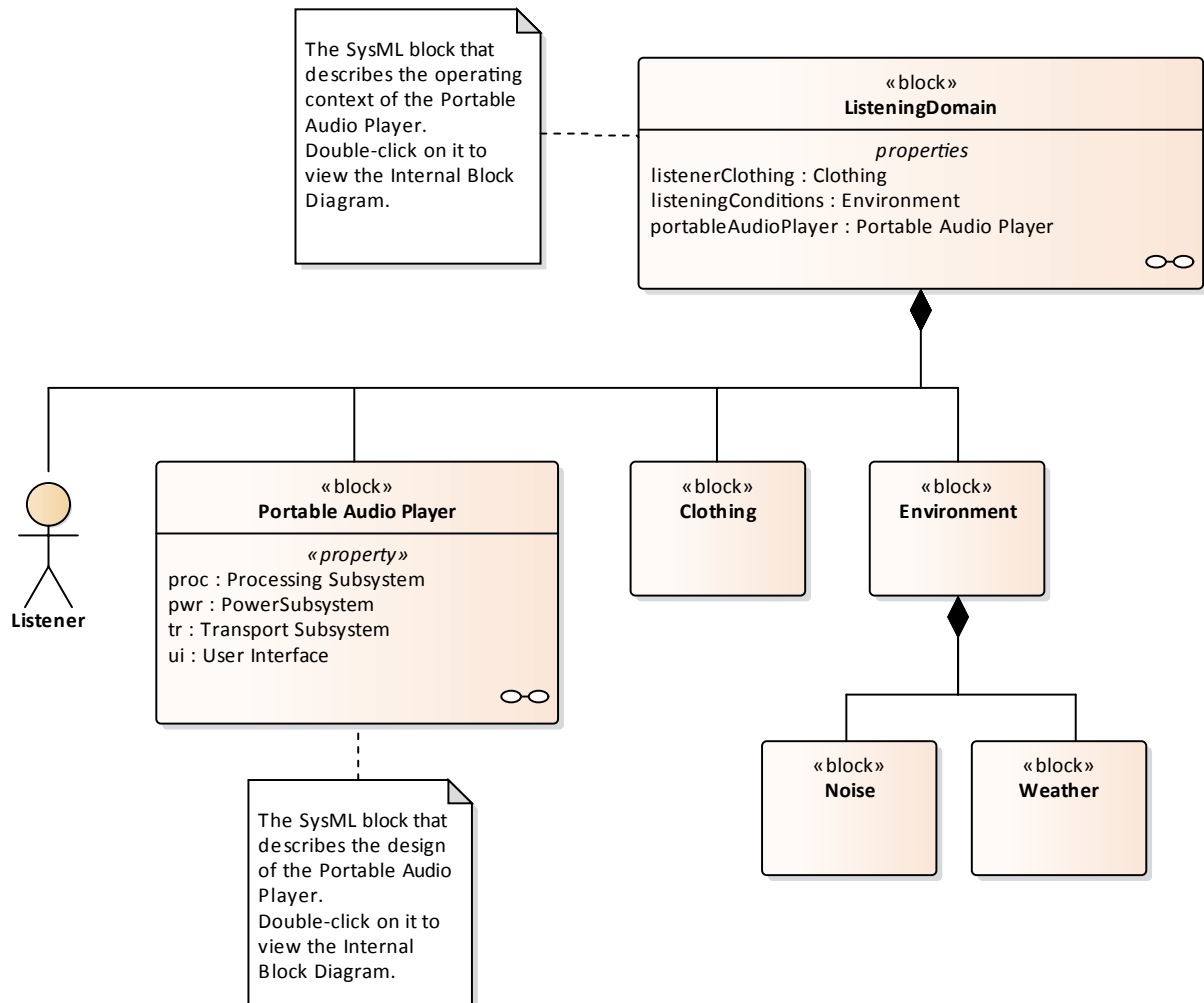 The SysML block that
describes the operating
context of the Portable
Audio Player.
Double-click on it to
view the Internal Block
Diagram.
«block»
ListeningDomain
properties
listenerClothing : Clothing
listeningConditions : Environment
portableAudioPlayer : Portable Audio Player
Listener
«block»
Portable Audio Player
«property»
proc : Processing Subsystem
pwr : PowerSubsystem
tr : Transport Subsystem
ui : User Interface
«block»
Clothing
«block»
Environment
«block»
Noise
«block»
Weather
The SysML block that
describes the design
of the Portable Audio
Player.
Double-click on it to
view the Internal
Block Diagram.